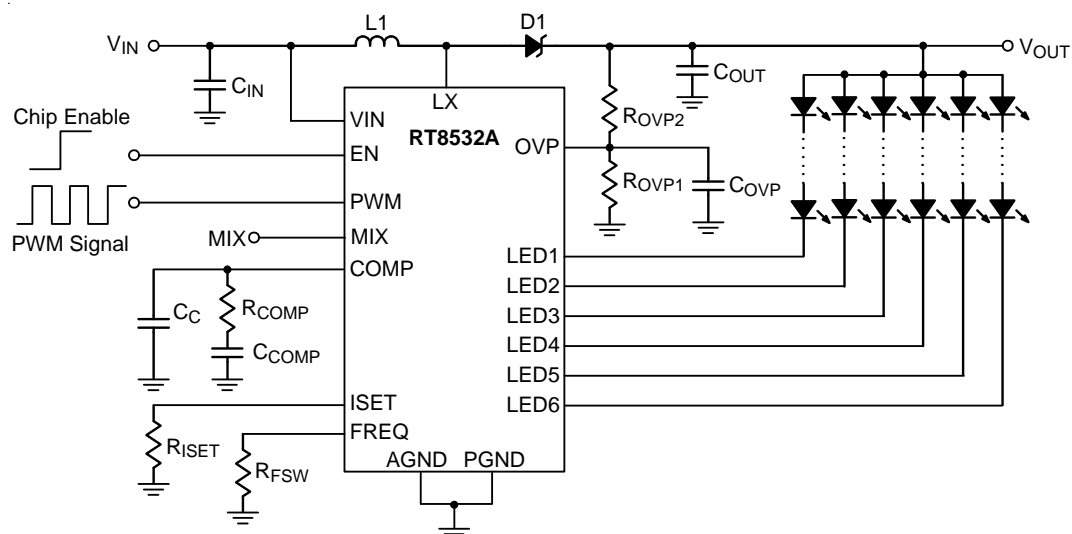 L1
D1
VIN
VOUT
CIN
COUT
LX
Chip Enable
VIN
RT8532A
ROVP2
EN
OVP
ROVP1
COVP
PWM
PWM Signal
MIX
MIX
LED1
COMP
LED2
CC
RCOMP
LED3
CCOMP
LED4
LED5
ISET
LED6
RISET
FREQ
RFSW
AGND PGND